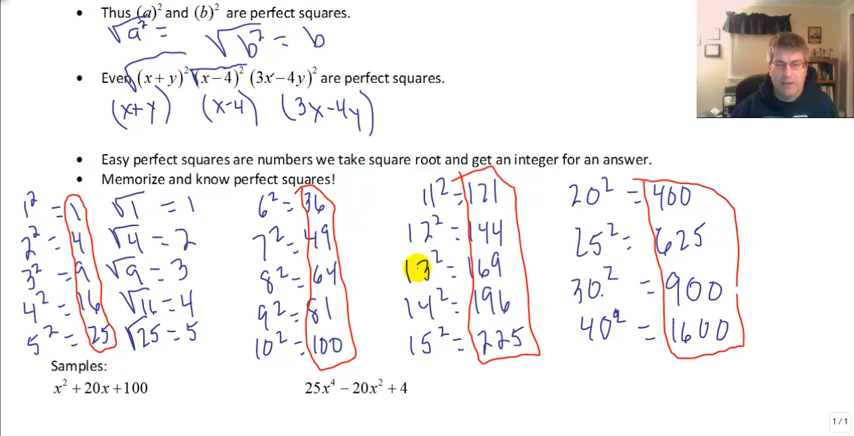 • Thus (a)² and (b)² are perfect squares.
√a² = √b² = b
• Even (x+y)² √(x−4)² (3x−4y)² are perfect squares.
(x+y) (x-4) (3x-4y)
• Easy perfect squares are numbers we take square root and get an integer for an answer.
• Memorize and know perfect squares!
1² = 1 √1 = 1 6² = 36 11² = 121 20² = 400
2² = 4 √4 = 2 7² = 49 12² = 144 25² = 625
3² = 9 √9 = 3 8² = 64 13² = 169 30² = 900
4² = 16 √16 = 4 9² = 81 14² = 196 40² = 1600
5² = 25 √25 = 5 10² = 100 15² = 225
Samples:
x² + 20x + 100 25x⁴ − 20x² + 4
1 / 1